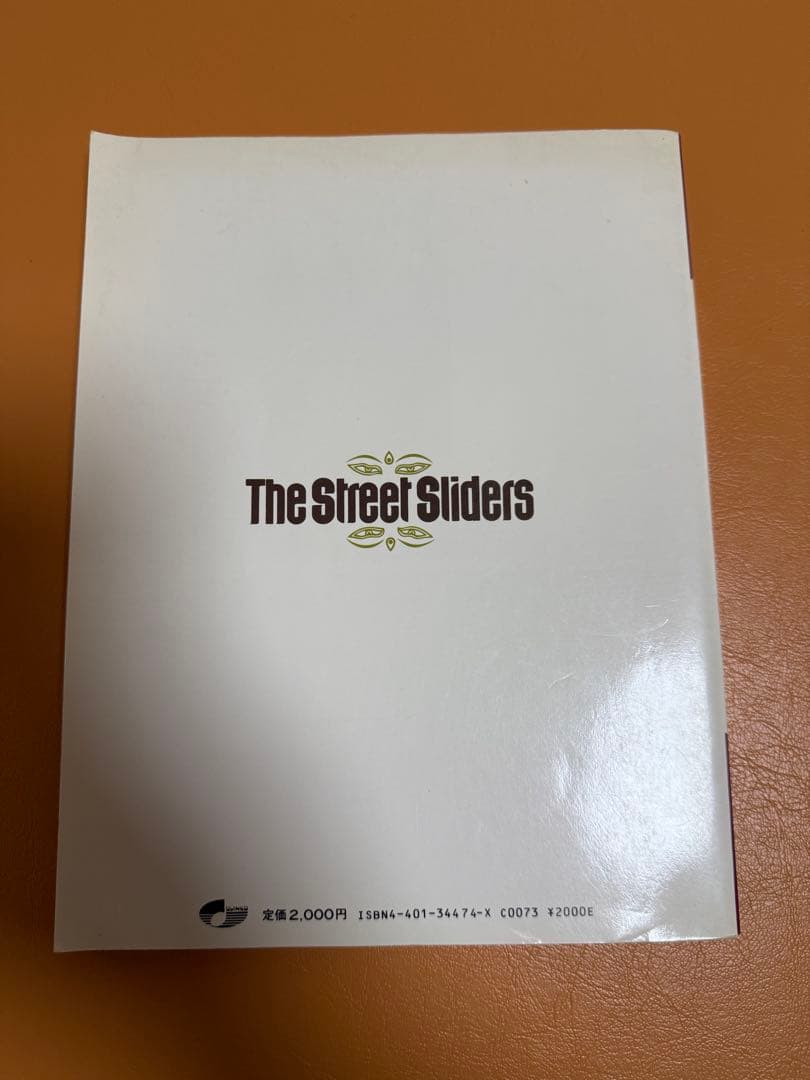 The Street Sliders
定価2,000円 ISBN4-401-34474-X C0073 ¥2000E